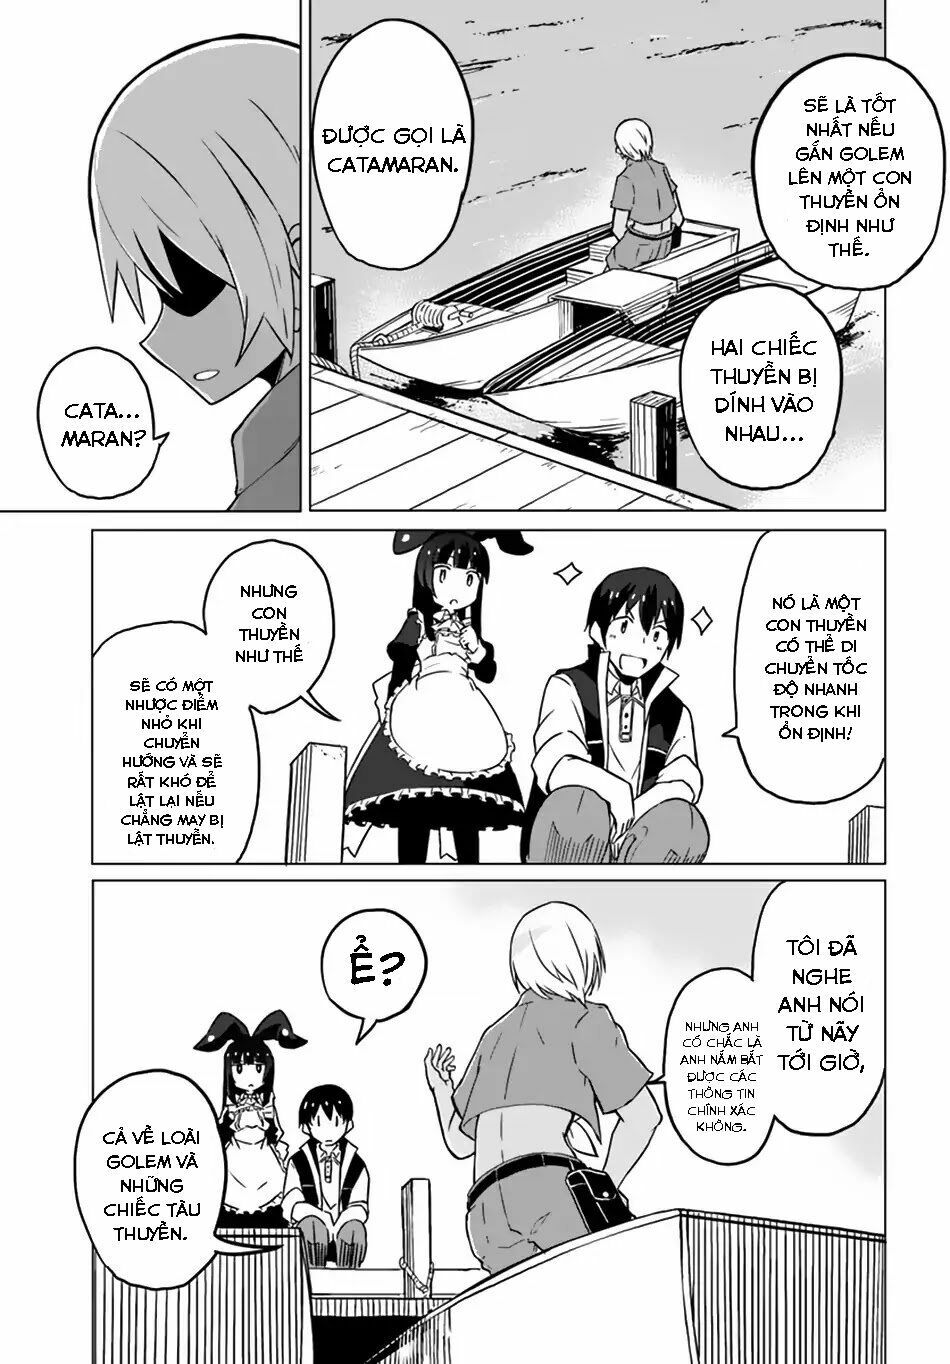 SẼ LÀ TỐT
NHẤT NẾU
GẮN GOLEM
LÊN MỘT CON
THUYỀN ỔN
ĐỊNH NHƯ
THẾ.
HAI CHIẾC
THUYỀN BỊ
DÍNH VÀO
NHAU...
ĐƯỢC GỌI LÀ
CATAMARAN.
CATA...
MARAN?
NÓ LÀ MỘT
CON THUYỀN
CÓ THỂ DI
CHUYỂN TỐC
ĐỘ NHANH
TRONG KHI
ỔN ĐỊNH!
NHƯNG
CON
THUYỀN
NHƯ THẾ
SẼ CÓ MỘT
NHƯỢC ĐIỂM
NHỎ KHI
CHUYỂN
HƯỚNG VÀ SẼ
RẤT KHÓ ĐỂ
LẬT LẠI NẾU
CHẲNG MAY BỊ
LẬT THUYỀN.
TÔI ĐÃ
NGHE
ANH NÓI
TỪ NÃY
TỚI GIỜ,
NHƯNG ANH
CÓ CHẮC LÀ
ANH NẮM BẮT
ĐƯỢC CÁC
THÔNG TIN
CHÍNH XÁC
KHÔNG.
Ể?
CẢ VỀ LOÀI
GOLEM VÀ
NHỮNG
CHIẾC TÀU
THUYỀN.